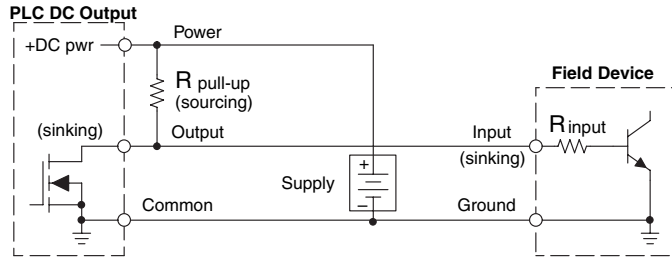 PLC DC Output
+DC pwr
Power
R pull-up
(sourcing)
Field Device
(sinking)
Output
Input
(sinking)
R input
+
Supply
–
Common
Ground